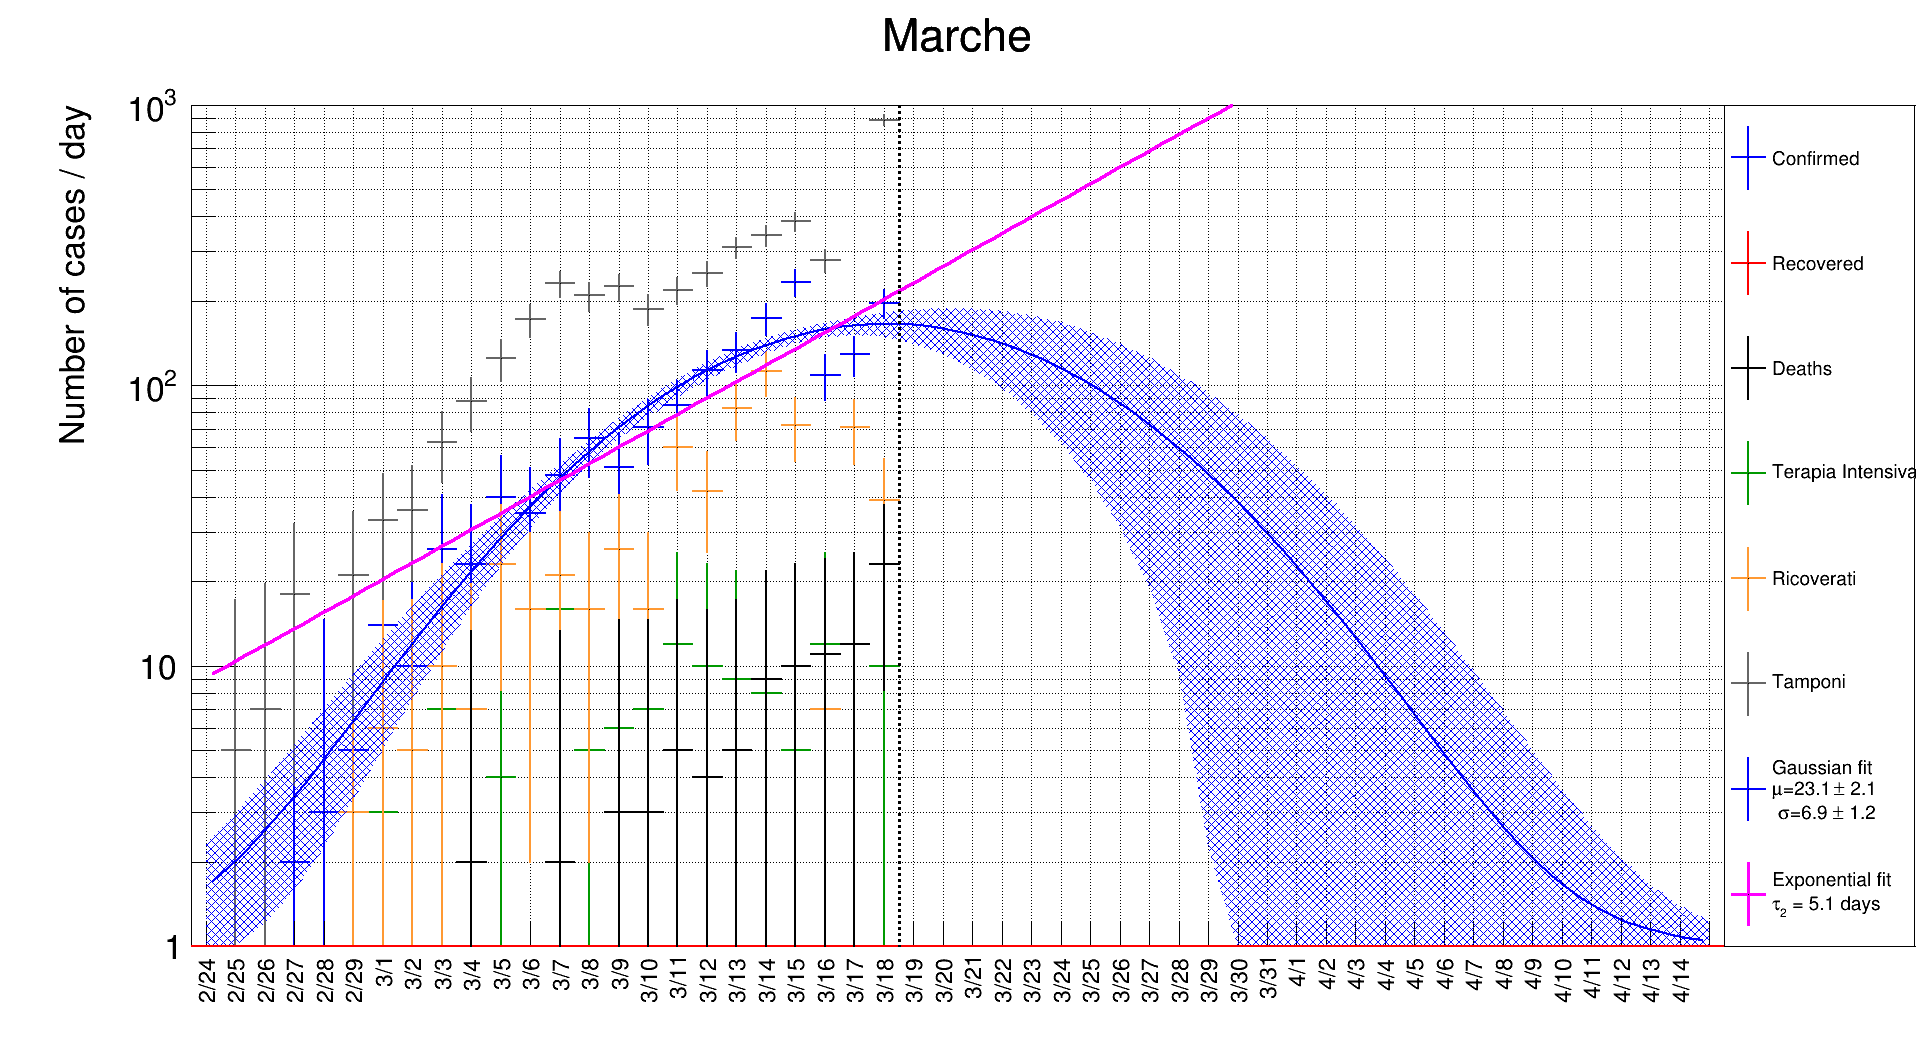 Marche
Number of cases / day
10³
10²
10
1
2/24 2/25 2/26 2/27 2/28 2/29 3/1 3/2 3/3 3/4 3/5 3/6 3/7 3/8 3/9 3/10 3/11 3/12 3/13 3/14 3/15 3/16 3/17 3/18 3/19 3/20 3/21 3/22 3/23 3/24 3/25 3/26 3/27 3/28 3/29 3/30 3/31 4/1 4/2 4/3 4/4 4/5 4/6 4/7 4/8 4/9 4/10 4/11 4/12 4/13 4/14
Confirmed
Recovered
Deaths
Terapia Intensiva
Ricoverati
Tamponi
Gaussian fit
μ=23.1 ± 2.1
σ=6.9 ± 1.2
Exponential fit
τ₂ = 5.1 days